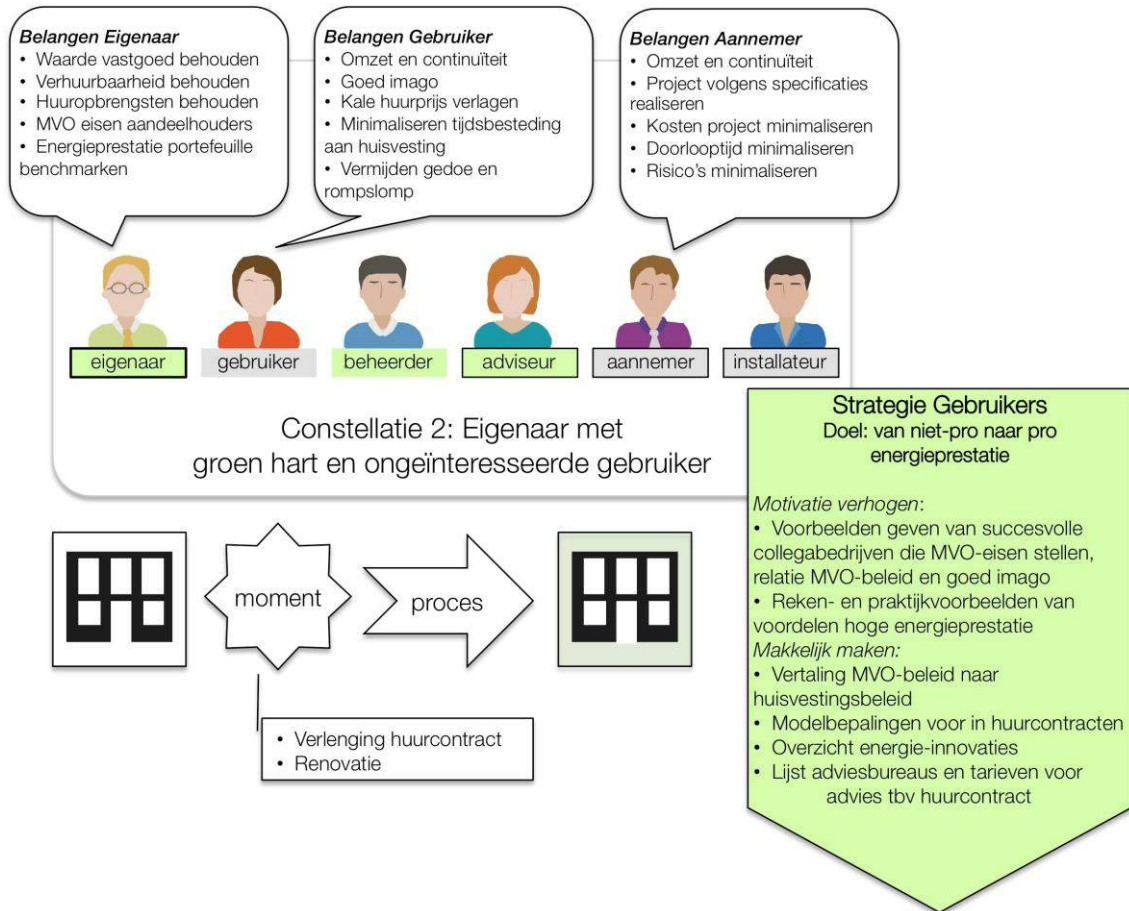 Belangen Eigenaar
• Waarde vastgoed behouden
• Verhuurbaarheid behouden
• Huuropbrengsten behouden
• MVO eisen aandeelhouders
• Energieprestatie portefeuille
benchmarken
Belangen Gebruiker
• Omzet en continuïteit
• Goed imago
• Kale huurprijs verlagen
• Minimaliseren tijdsbesteding
aan huisvesting
• Vermijden gedoe en
rompslomp
Belangen Aannemer
• Omzet en continuïteit
• Project volgens specificaties
realiseren
• Kosten project minimaliseren
• Doorlooptijd minimaliseren
• Risico's minimaliseren
eigenaar
gebruiker
beheerder
adviseur
aannemer
installateur
Constellatie 2: Eigenaar met
groen hart en ongeïnteresseerde gebruiker
moment
proces
• Verlenging huurcontract
• Renovatie
Strategie Gebruikers
Doel: van niet-pro naar pro
energieprestatie
Motivatie verhogen:
• Voorbeelden geven van succesvolle
collegabedrijven die MVO-eisen stellen,
relatie MVO-beleid en goed imago
• Reken- en praktijkvoorbeelden van
voordelen hoge energieprestatie
Makkelijk maken:
• Vertaling MVO-beleid naar
huisvestingsbeleid
• Modelbepalingen voor in huurcontracten
• Overzicht energie-innovaties
• Lijst adviesbureaus en tarieven voor
advies tbv huurcontract